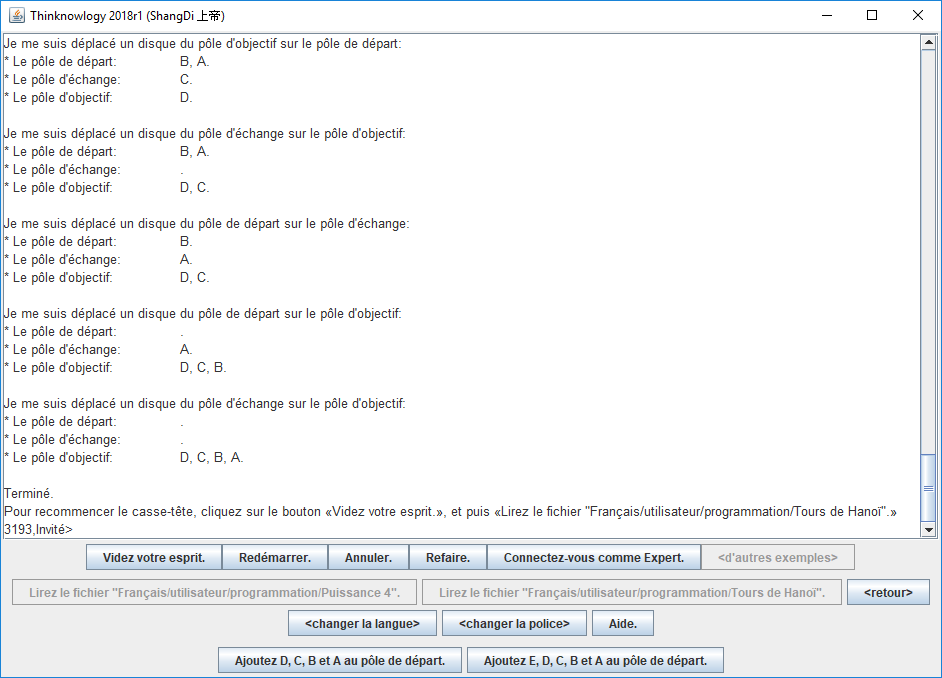 Thinknowlogy 2018r1 (ShangDi 上帝)
Je me suis déplacé un disque du pôle d'objectif sur le pôle de départ:
* Le pôle de départ: B, A.
* Le pôle d'échange: C.
* Le pôle d'objectif: D.
Je me suis déplacé un disque du pôle d'échange sur le pôle d'objectif:
* Le pôle de départ: B, A.
* Le pôle d'échange: .
* Le pôle d'objectif: D, C.
Je me suis déplacé un disque du pôle de départ sur le pôle d'échange:
* Le pôle de départ: B.
* Le pôle d'échange: A.
* Le pôle d'objectif: D, C.
Je me suis déplacé un disque du pôle de départ sur le pôle d'objectif:
* Le pôle de départ: .
* Le pôle d'échange: A.
* Le pôle d'objectif: D, C, B.
Je me suis déplacé un disque du pôle d'échange sur le pôle d'objectif:
* Le pôle de départ: .
* Le pôle d'échange: .
* Le pôle d'objectif: D, C, B, A.
Terminé.
Pour recommencer le casse-tête, cliquez sur le bouton «Videz votre esprit.», et puis «Lirez le fichier "Français/utilisateur/programmation/Tours de Hanoï".»
3193,Invité>
Videz votre esprit. Redémarrer. Annuler. Refaire. Connectez-vous comme Expert. <d'autres exemples>
Lirez le fichier "Français/utilisateur/programmation/Puissance 4". Lirez le fichier "Français/utilisateur/programmation/Tours de Hanoï". <retour>
<changer la langue> <changer la police> Aide.
Ajoutez D, C, B et A au pôle de départ. Ajoutez E, D, C, B et A au pôle de départ.